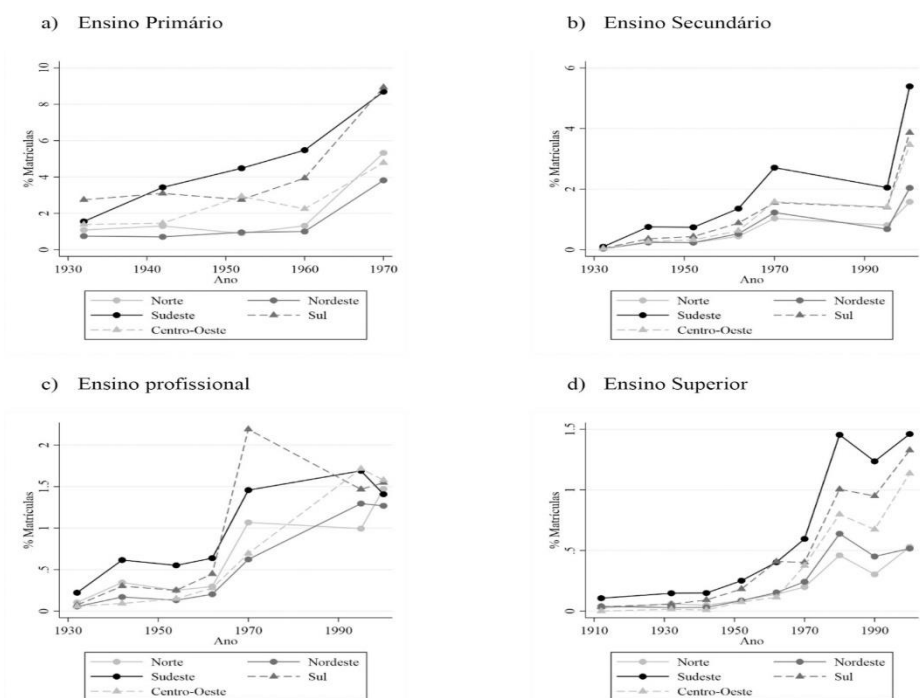 a) Ensino Primário
% Matrículas
10
8
6
4
2
0
1930 1940 1950 1960 1970
Ano
Norte Nordeste
Sudeste Sul
Centro-Oeste
b) Ensino Secundário
% Matrículas
6
4
2
0
1930 1950 1970 1990
Ano
Norte Nordeste
Sudeste Sul
Centro-Oeste
c) Ensino profissional
% Matrículas
2
1.5
1
.5
0
1930 1950 1970 1990
Ano
Norte Nordeste
Sudeste Sul
Centro-Oeste
d) Ensino Superior
% Matrículas
1.5
1
.5
0
1910 1930 1950 1970 1990
Ano
Norte Nordeste
Sudeste Sul
Centro-Oeste